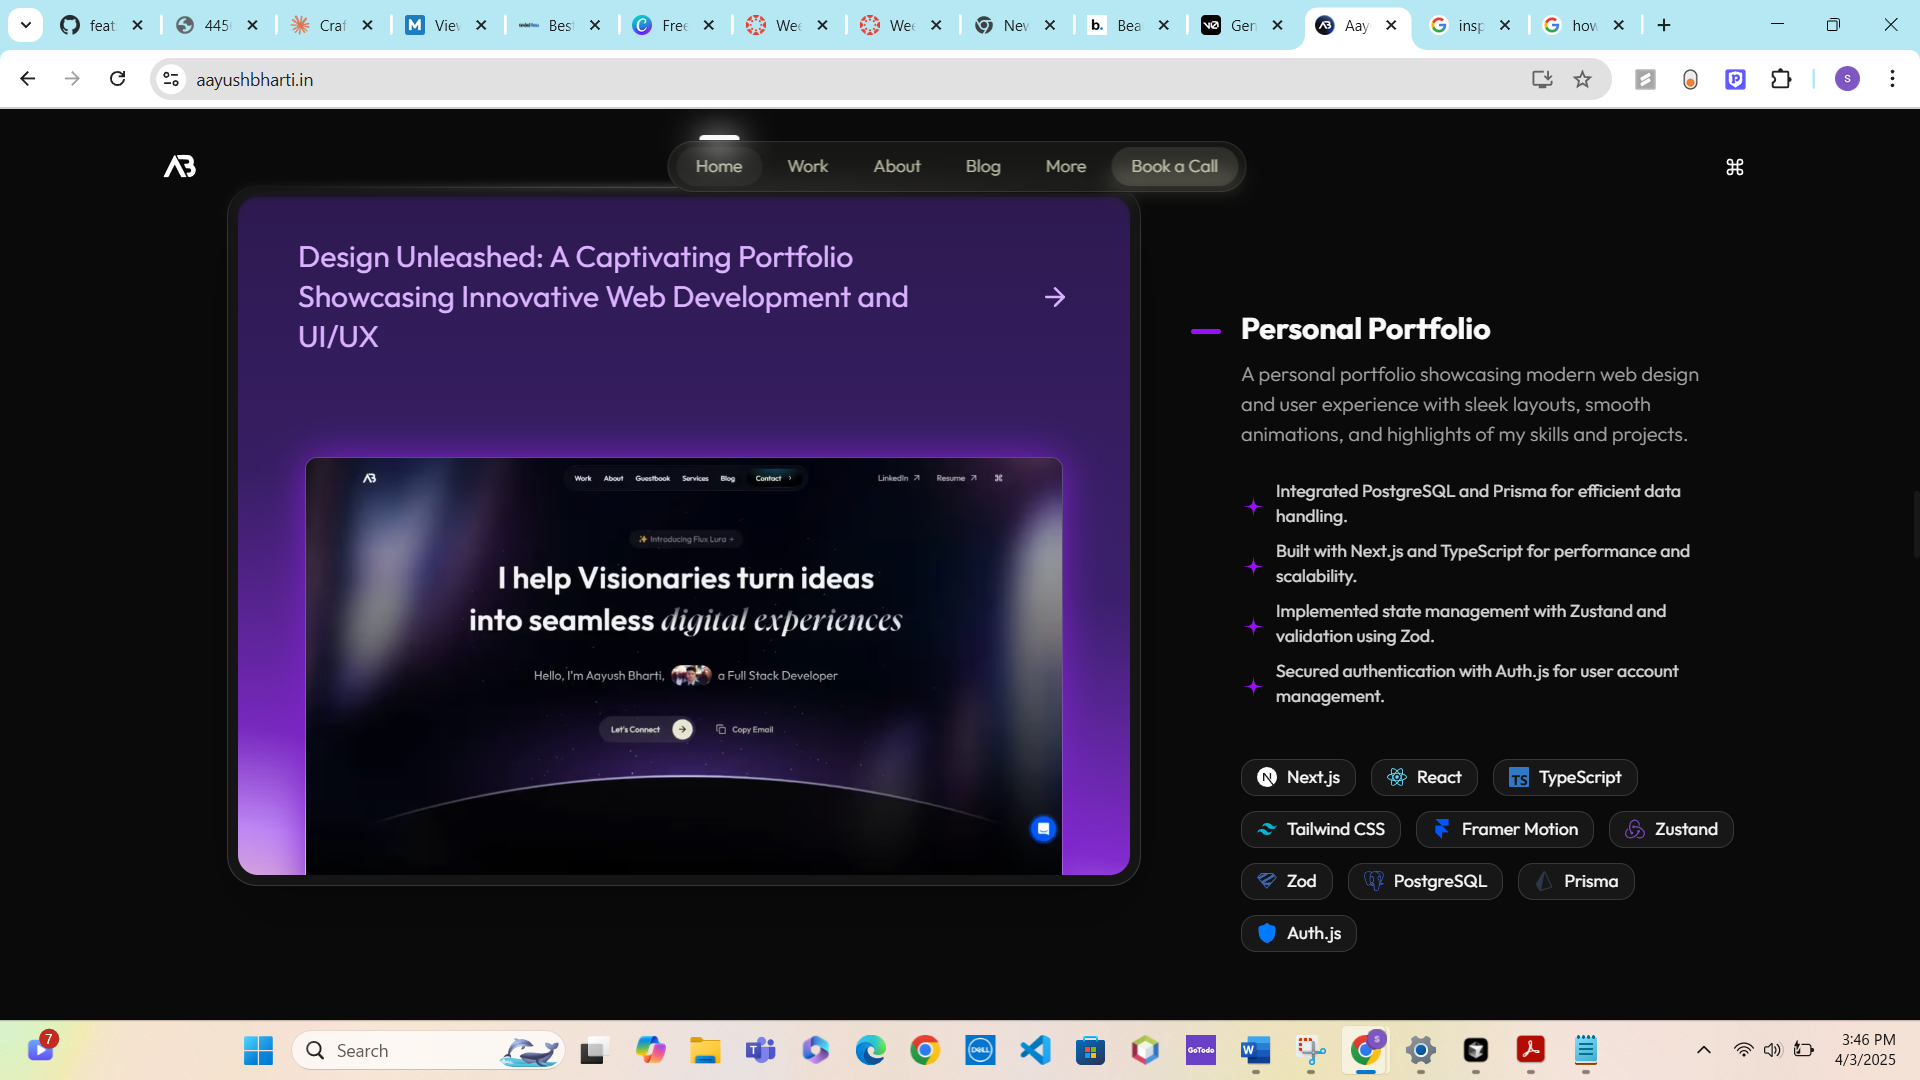 feat
445
Craf
Viev
Best
Free
Wee
Wee
New
Bea
Gen
Aay
insp
how
aayushbharti.in
S
Home
Work
About
Blog
More
Book a Call
⌘
Design Unleashed: A Captivating Portfolio
Showcasing Innovative Web Development and
UI/UX
Work
About
Guestbook
Services
Blog
Contact
LinkedIn
Resume
✨ Introducing Flux Lura
I help Visionaries turn ideas
into seamless digital experiences
Hello, I'm Aayush Bharti, a Full Stack Developer
Let's Connect
Copy Email
Personal Portfolio
A personal portfolio showcasing modern web design
and user experience with sleek layouts, smooth
animations, and highlights of my skills and projects.
Integrated PostgreSQL and Prisma for efficient data
handling.
Built with Next.js and TypeScript for performance and
scalability.
Implemented state management with Zustand and
validation using Zod.
Secured authentication with Auth.js for user account
management.
Next.js
React
TypeScript
Tailwind CSS
Framer Motion
Zustand
Zod
PostgreSQL
Prisma
Auth.js
7
Search
DELL
GoTodo
3:46 PM
4/3/2025